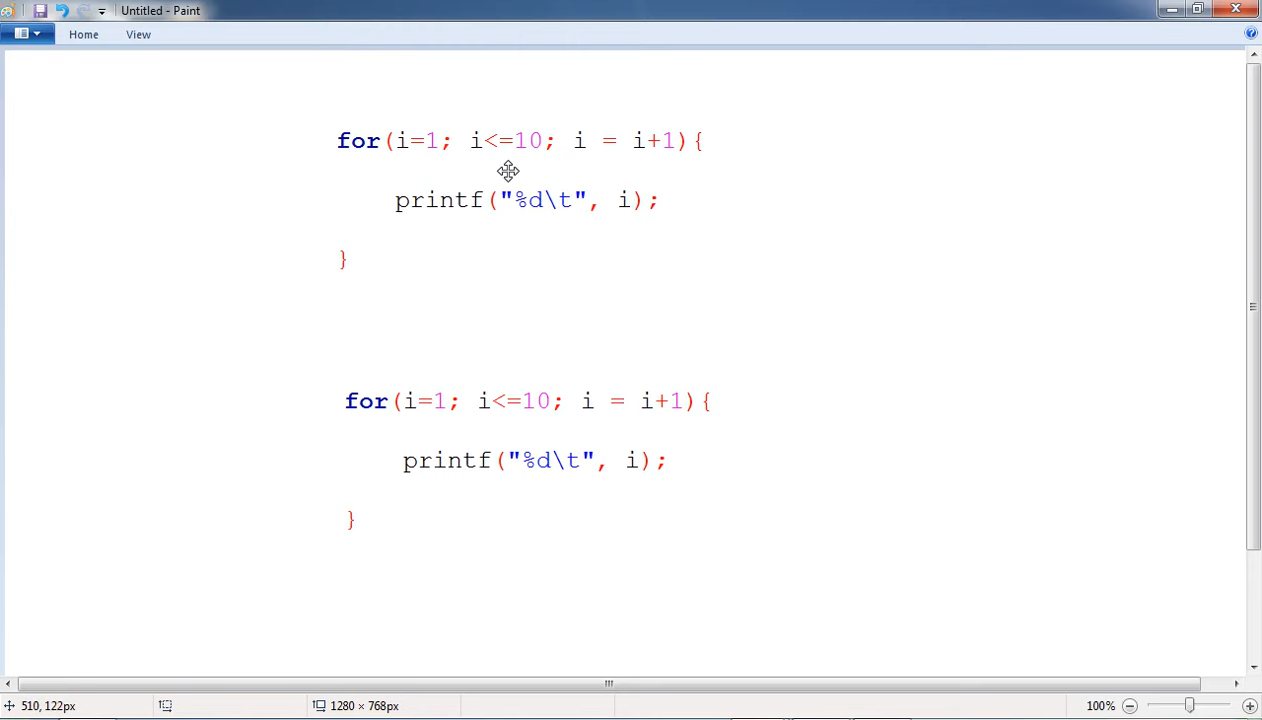 Untitled - Paint
Home View
for(i=1; i<=10; i = i+1){
printf("%d\t", i);
}
for(i=1; i<=10; i = i+1){
printf("%d\t", i);
}
510, 122px 1280 × 768px 100%